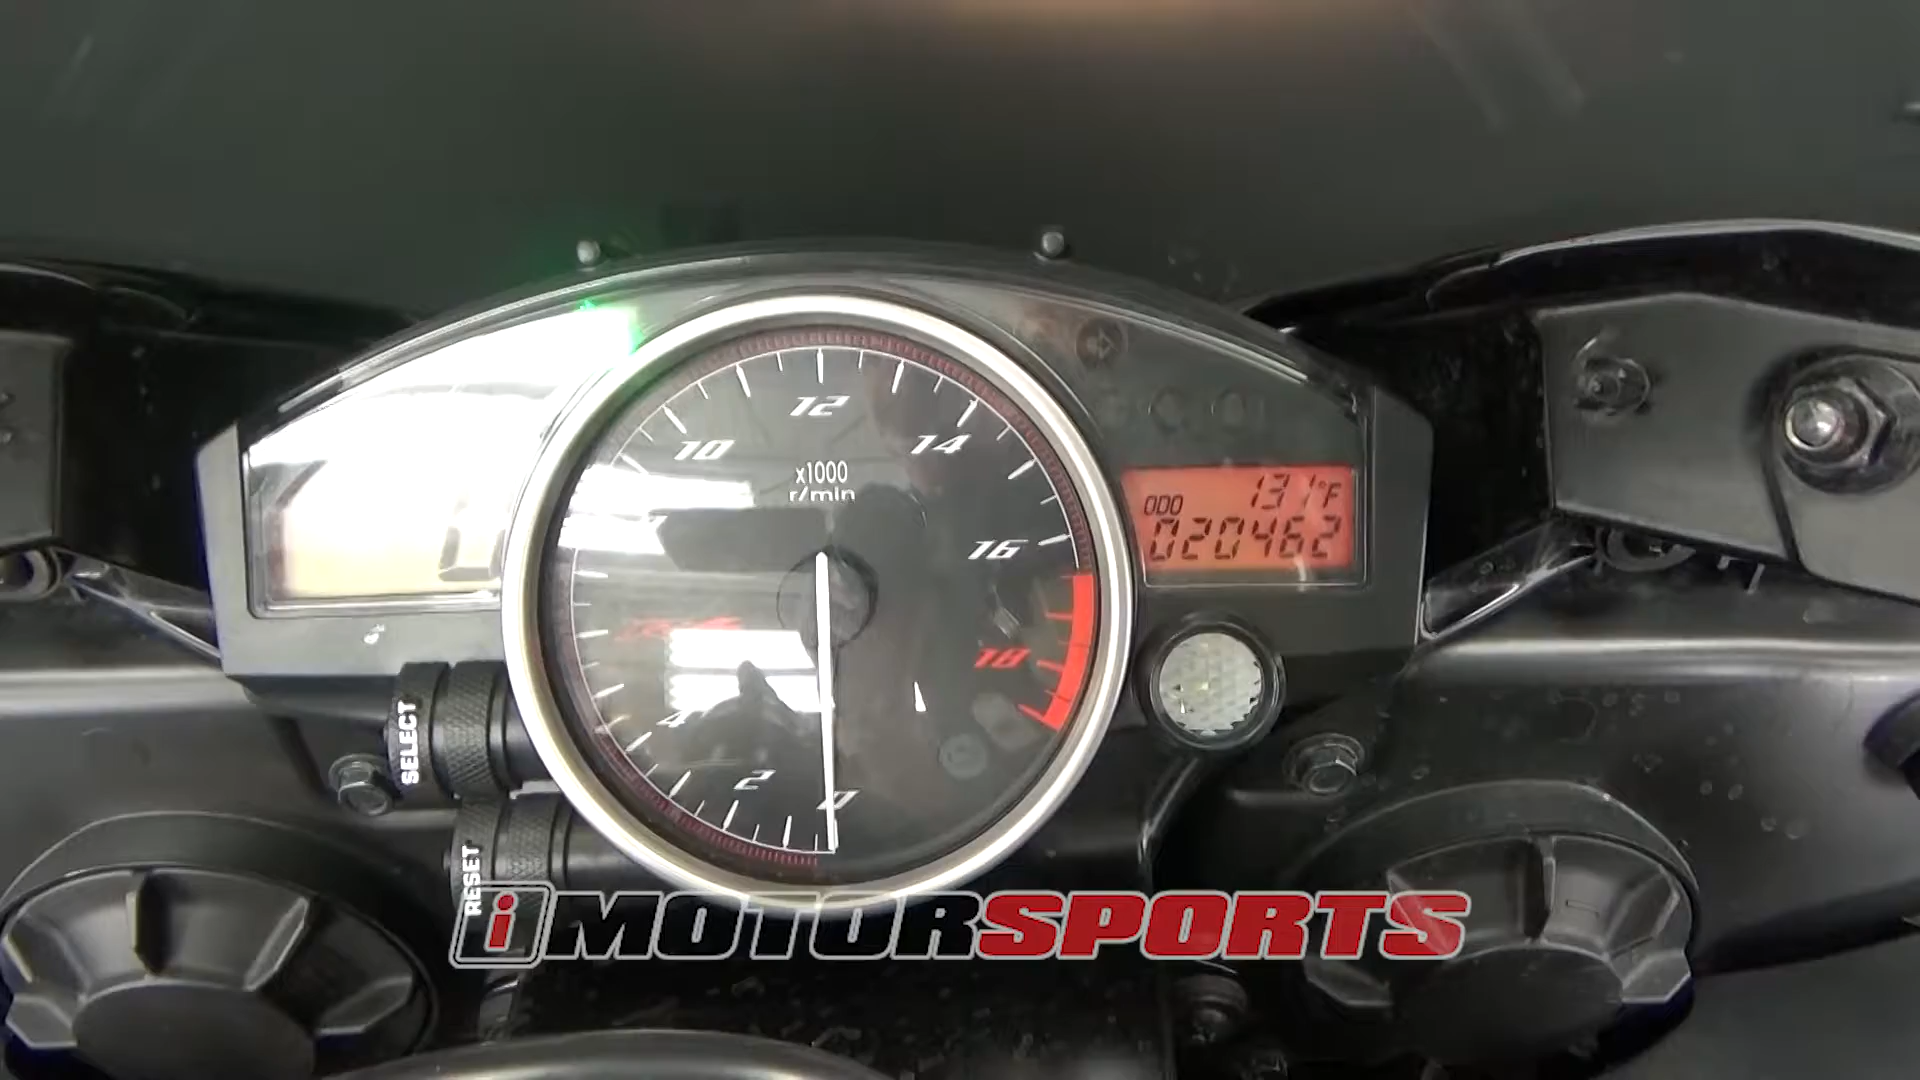 12
10
14
x1000
r/min
16
131°F
ODO
020462
18
4
2
0
SELECT
RESET
iMOTORSPORTS